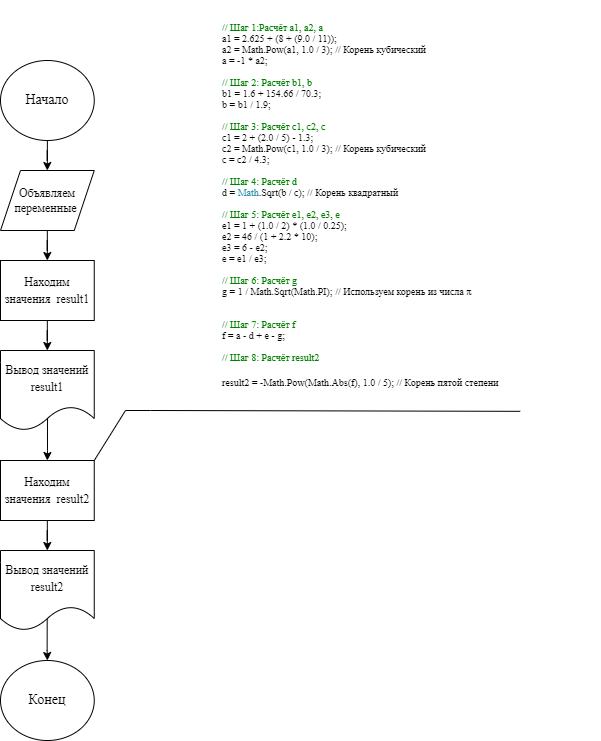 // Шаг 1:Расчёт a1, a2, a
a1 = 2.625 + (8 + (9.0 / 11));
a2 = Math.Pow(a1, 1.0 / 3); // Корень кубический
a = -1 * a2;
// Шаг 2: Расчёт b1, b
b1 = 1.6 + 154.66 / 70.3;
b = b1 / 1.9;
// Шаг 3: Расчёт c1, c2, c
c1 = 2 + (2.0 / 5) - 1.3;
c2 = Math.Pow(c1, 1.0 / 3); // Корень кубический
c = c2 / 4.3;
// Шаг 4: Расчёт d
d = Math.Sqrt(b / c); // Корень квадратный
// Шаг 5: Расчёт e1, e2, e3, e
e1 = 1 + (1.0 / 2) * (1.0 / 0.25);
e2 = 46 / (1 + 2.2 * 10);
e3 = 6 - e2;
e = e1 / e3;
// Шаг 6: Расчёт g
g = 1 / Math.Sqrt(Math.PI); // Используем корень из числа π
// Шаг 7: Расчёт f
f = a - d + e - g;
// Шаг 8: Расчёт result2
result2 = -Math.Pow(Math.Abs(f), 1.0 / 5); // Корень пятой степени
Начало
Объявляем
переменные
Находим
значения result1
Вывод значений
result1
Находим
значения result2
Вывод значений
result2
Конец